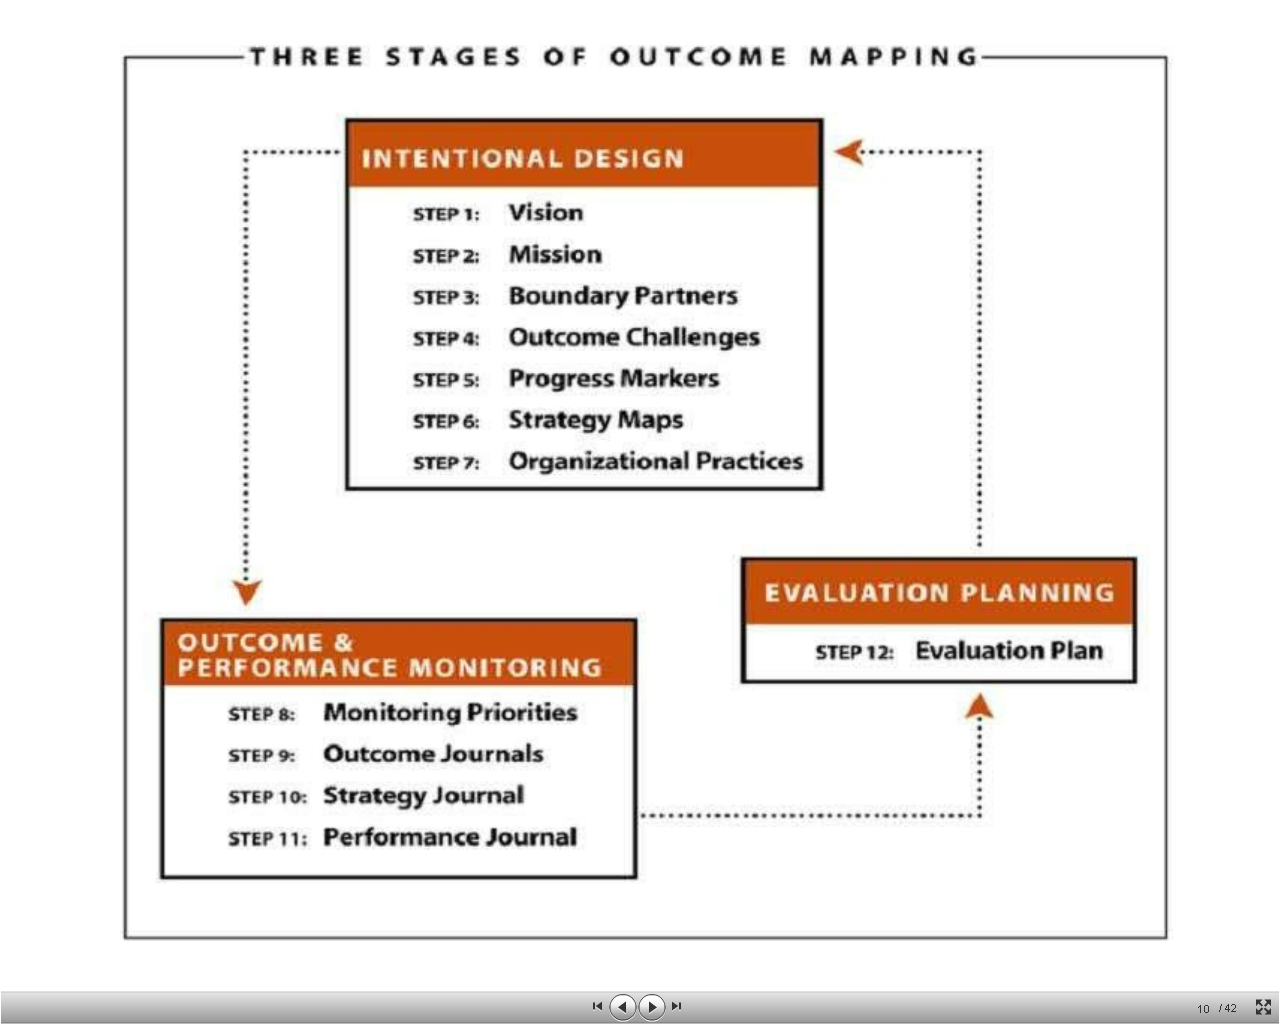 THREE STAGES OF OUTCOME MAPPING
INTENTIONAL DESIGN
STEP 1: Vision
STEP 2: Mission
STEP 3: Boundary Partners
STEP 4: Outcome Challenges
STEP 5: Progress Markers
STEP 6: Strategy Maps
STEP 7: Organizational Practices
OUTCOME &
PERFORMANCE MONITORING
STEP 8: Monitoring Priorities
STEP 9: Outcome Journals
STEP 10: Strategy Journal
STEP 11: Performance Journal
EVALUATION PLANNING
STEP 12: Evaluation Plan
10 / 42